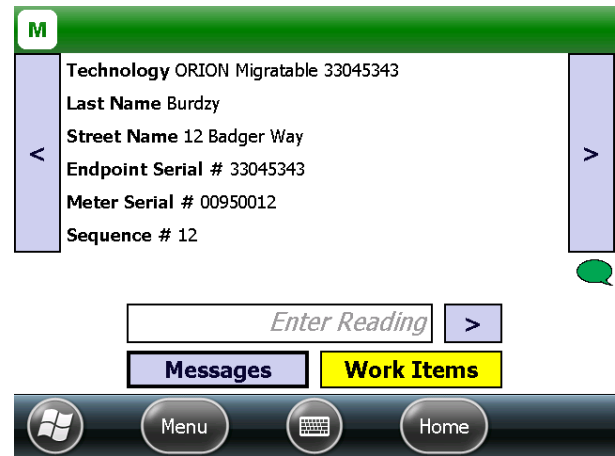 M
Technology ORION Migratable 33045343
Last Name Burdzy
Street Name 12 Badger Way
< Endpoint Serial # 33045343 >
Meter Serial # 00950012
Sequence # 12
Enter Reading >
Messages Work Items
Menu Home